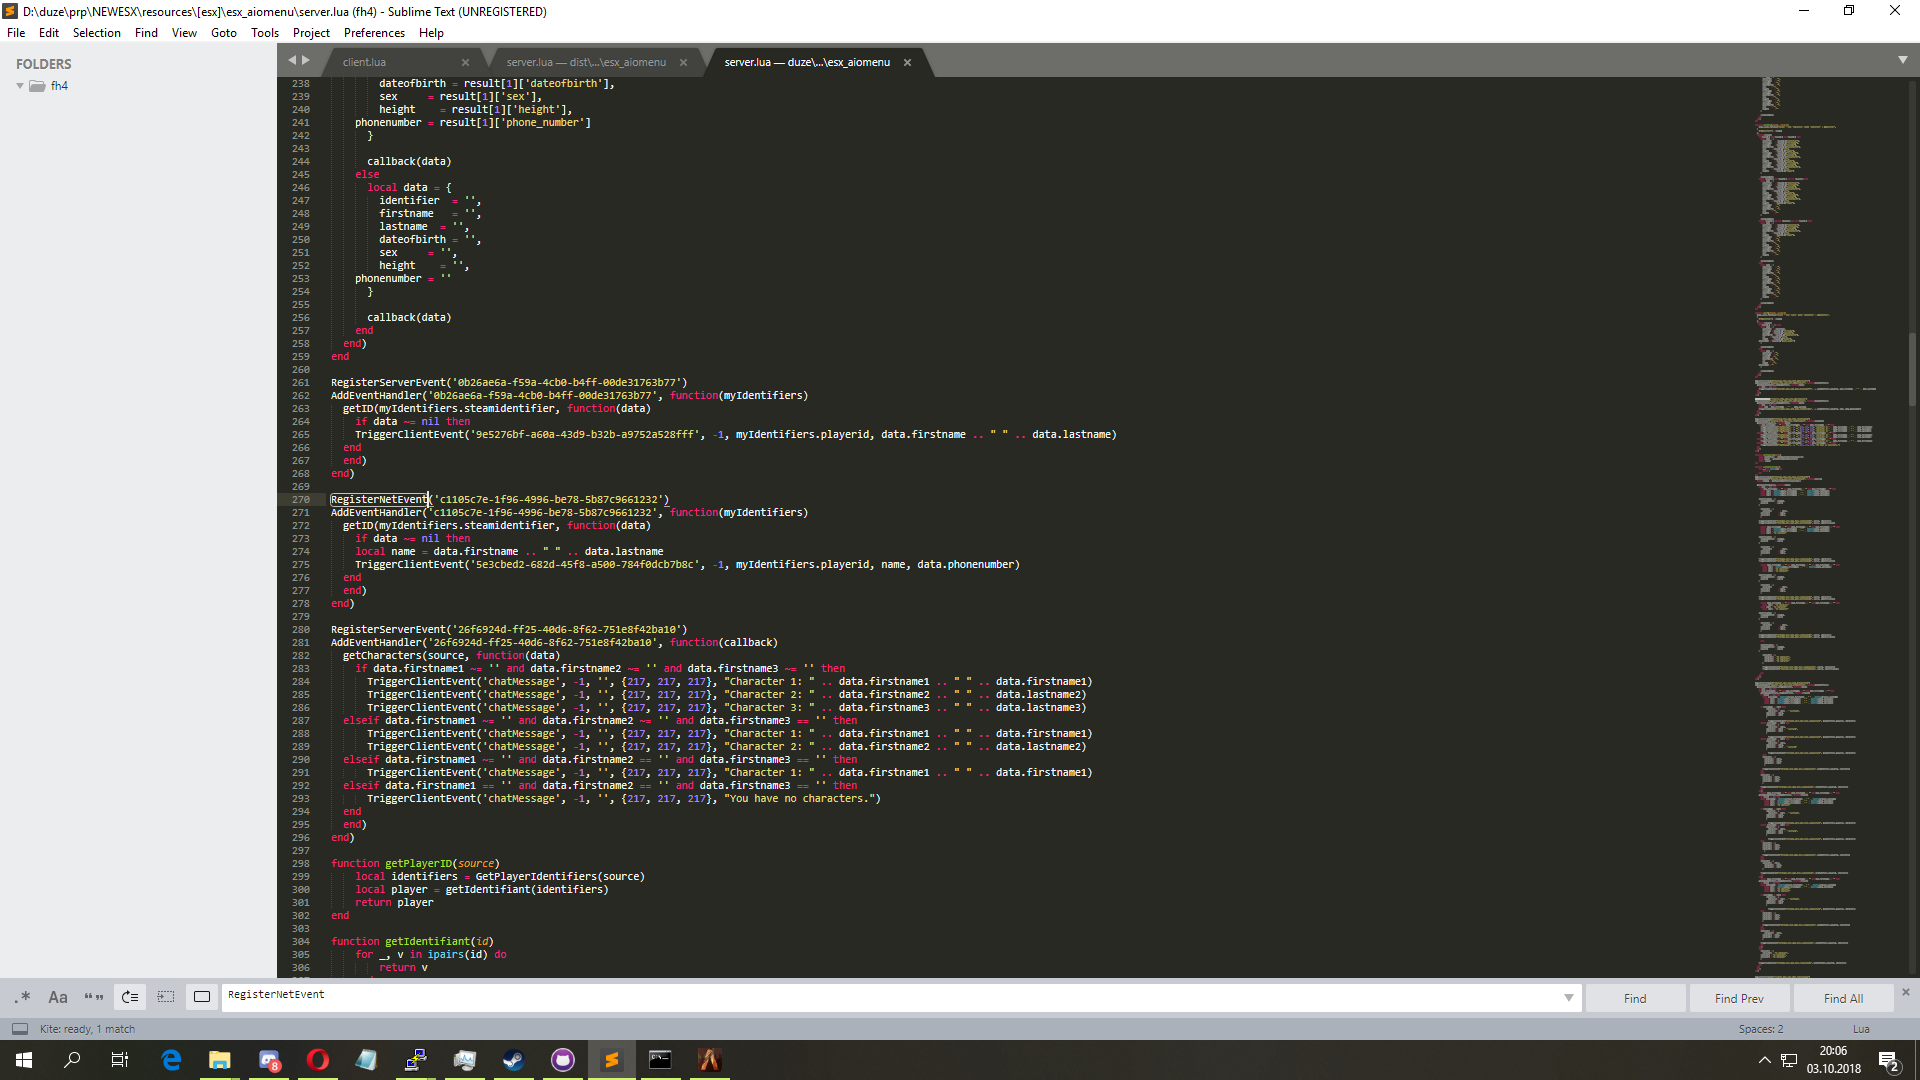 D:\duze\prp\NEWESX\resources\[esx]\esx_aiomenu\server.lua (fh4) - Sublime Text (UNREGISTERED)
File Edit Selection Find View Goto Tools Project Preferences Help
FOLDERS
fh4
client.lua
server.lua — dist\...\esx_aiomenu
server.lua — duze\...\esx_aiomenu
238 dateofbirth = result[1]['dateofbirth'],
239 sex = result[1]['sex'],
240 height = result[1]['height'],
241 phonenumber = result[1]['phone_number']
242 }
243
244 callback(data)
245 else
246 local data = {
247 identifier = '',
248 firstname = '',
249 lastname = '',
250 dateofbirth = '',
251 sex = '',
252 height = '',
253 phonenumber = ''
254 }
255
256 callback(data)
257 end
258 end)
259 end
260
261 RegisterServerEvent('0b26ae6a-f59a-4cb0-b4ff-00de31763b77')
262 AddEventHandler('0b26ae6a-f59a-4cb0-b4ff-00de31763b77', function(myIdentifiers)
263 getID(myIdentifiers.steamidentifier, function(data)
264 if data ~= nil then
265 TriggerClientEvent('9e5276bf-a60a-43d9-b32b-a9752a528fff', -1, myIdentifiers.playerid, data.firstname .. " " .. data.lastname)
266 end
267 end)
268 end)
269
270 RegisterNetEvent('c1105c7e-1f96-4996-be78-5b87c9661232')
271 AddEventHandler('c1105c7e-1f96-4996-be78-5b87c9661232', function(myIdentifiers)
272 getID(myIdentifiers.steamidentifier, function(data)
273 if data ~= nil then
274 local name = data.firstname .. " " .. data.lastname
275 TriggerClientEvent('5e3cbed2-682d-45f8-a500-784f0dcb7b8c', -1, myIdentifiers.playerid, name, data.phonenumber)
276 end
277 end)
278 end)
279
280 RegisterServerEvent('26f6924d-ff25-40d6-8f62-751e8f42ba10')
281 AddEventHandler('26f6924d-ff25-40d6-8f62-751e8f42ba10', function(callback)
282 getCharacters(source, function(data)
283 if data.firstname1 ~= '' and data.firstname2 ~= '' and data.firstname3 ~= '' then
284 TriggerClientEvent('chatMessage', -1, '', {217, 217, 217}, "Character 1: " .. data.firstname1 .. " " .. data.firstname1)
285 TriggerClientEvent('chatMessage', -1, '', {217, 217, 217}, "Character 2: " .. data.firstname2 .. " " .. data.lastname2)
286 TriggerClientEvent('chatMessage', -1, '', {217, 217, 217}, "Character 3: " .. data.firstname3 .. " " .. data.lastname3)
287 elseif data.firstname1 ~= '' and data.firstname2 ~= '' and data.firstname3 == '' then
288 TriggerClientEvent('chatMessage', -1, '', {217, 217, 217}, "Character 1: " .. data.firstname1 .. " " .. data.firstname1)
289 TriggerClientEvent('chatMessage', -1, '', {217, 217, 217}, "Character 2: " .. data.firstname2 .. " " .. data.lastname2)
290 elseif data.firstname1 ~= '' and data.firstname2 == '' and data.firstname3 == '' then
291 TriggerClientEvent('chatMessage', -1, '', {217, 217, 217}, "Character 1: " .. data.firstname1 .. " " .. data.firstname1)
292 elseif data.firstname1 == '' and data.firstname2 == '' and data.firstname3 == '' then
293 TriggerClientEvent('chatMessage', -1, '', {217, 217, 217}, "You have no characters.")
294 end
295 end)
296 end)
297
298 function getPlayerID(source)
299 local identifiers = GetPlayerIdentifiers(source)
300 local player = getIdentifiant(identifiers)
301 return player
302 end
303
304 function getIdentifiant(id)
305 for _, v in ipairs(id) do
306 return v
RegisterNetEvent
Find
Find Prev
Find All
Kite: ready, 1 match
Spaces: 2
Lua
8
20:06
03.10.2018
2